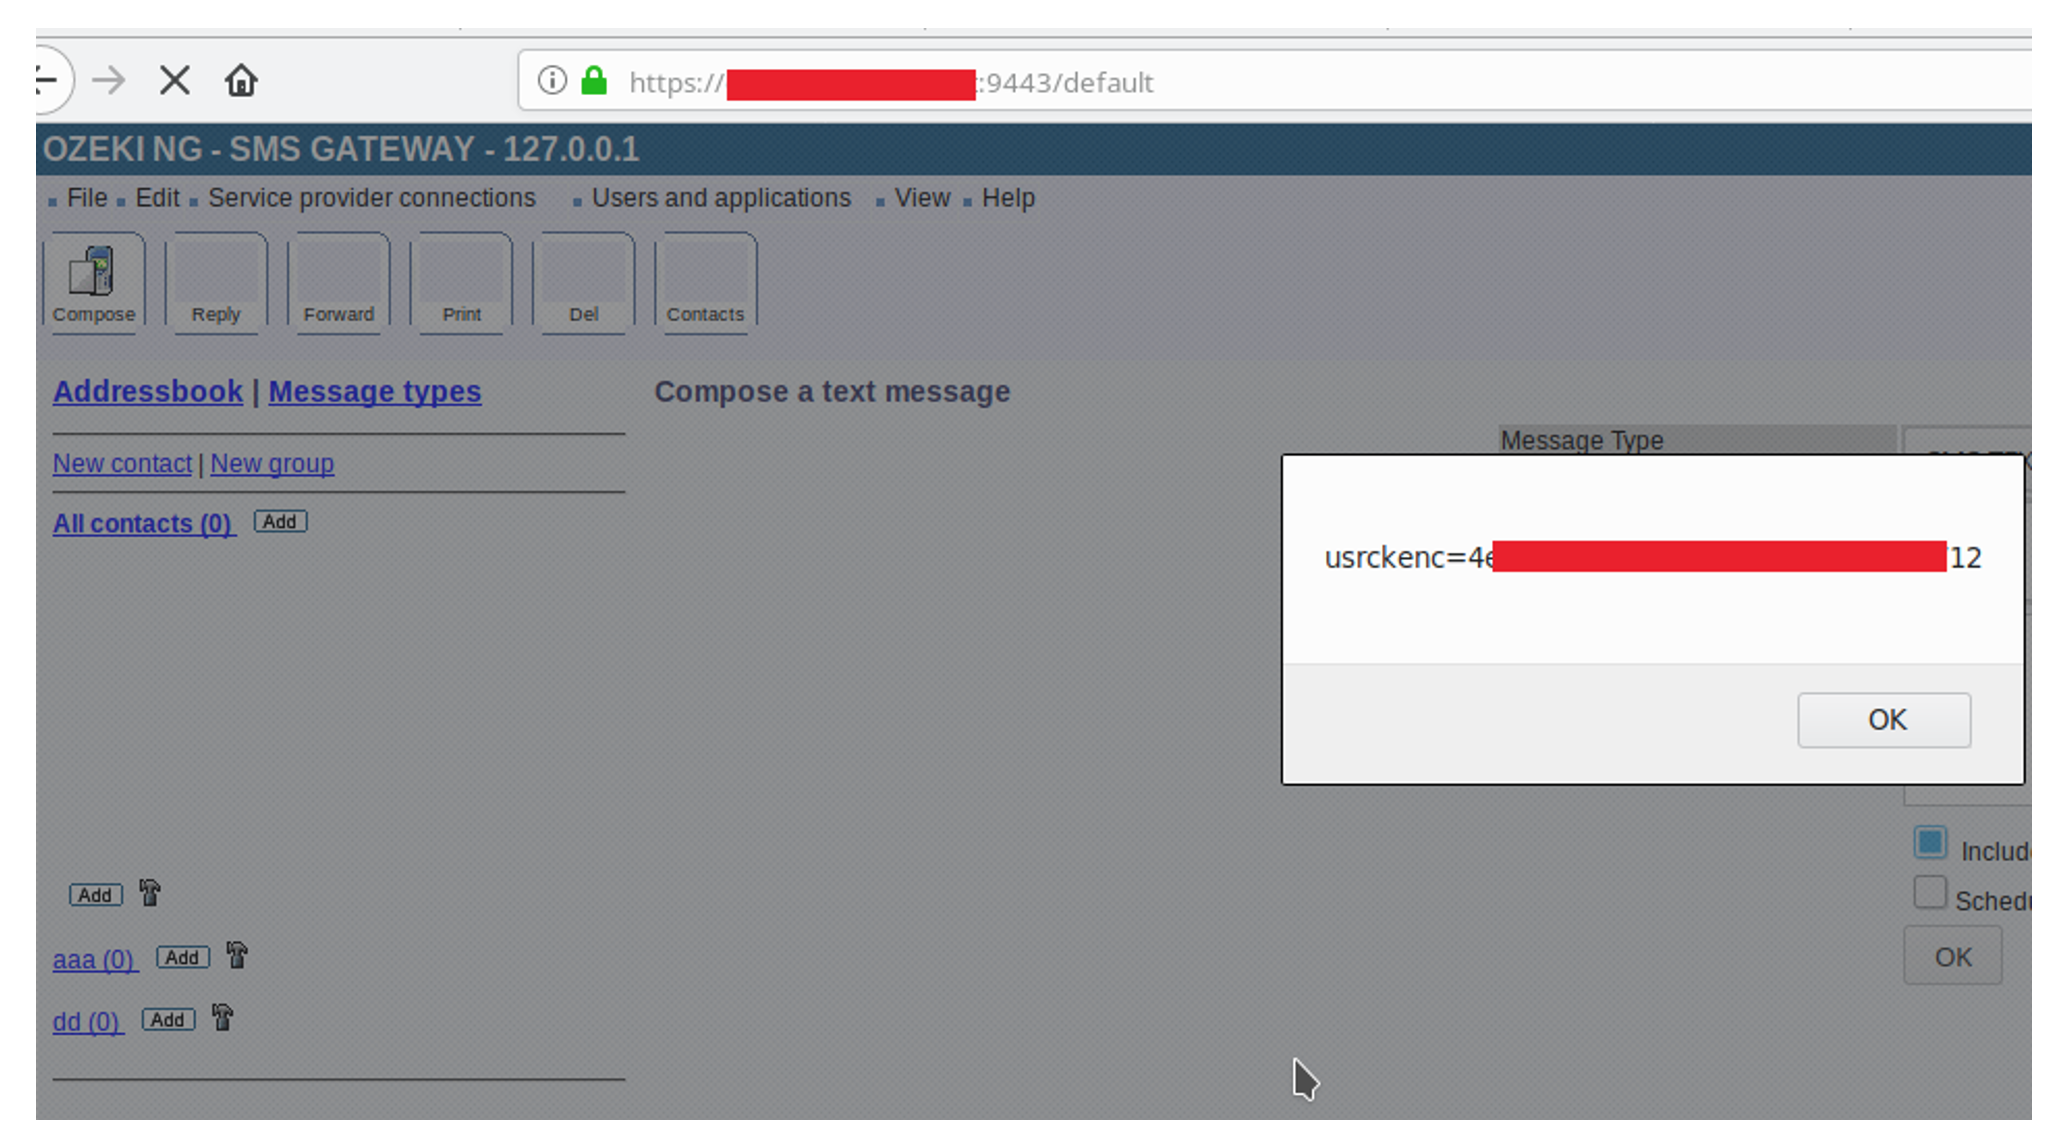 https:// :9443/default
OZEKI NG - SMS GATEWAY - 127.0.0.1
File Edit Service provider connections Users and applications View Help
Compose Reply Forward Print Del Contacts
Addressbook | Message types
Compose a text message
Message Type
New contact | New group
All contacts (0) Add
usrckenc=4e 12
OK
Includ
Add
Sched
aaa (0) Add
OK
dd (0) Add